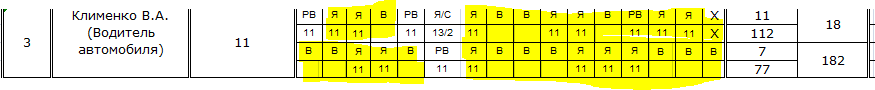 3 Клименко В.А. (Водитель автомобиля) 11
РВ Я Я В РВ Я/С Я В В Я Я Я В РВ Я Я Х 11 18
11 11 11 11 13/2 11 11 11 11 11 11 Х 112
В В Я Я В РВ Я В В В Я Я Я Я В В В 7 182
11 11 11 11 11 11 11 77